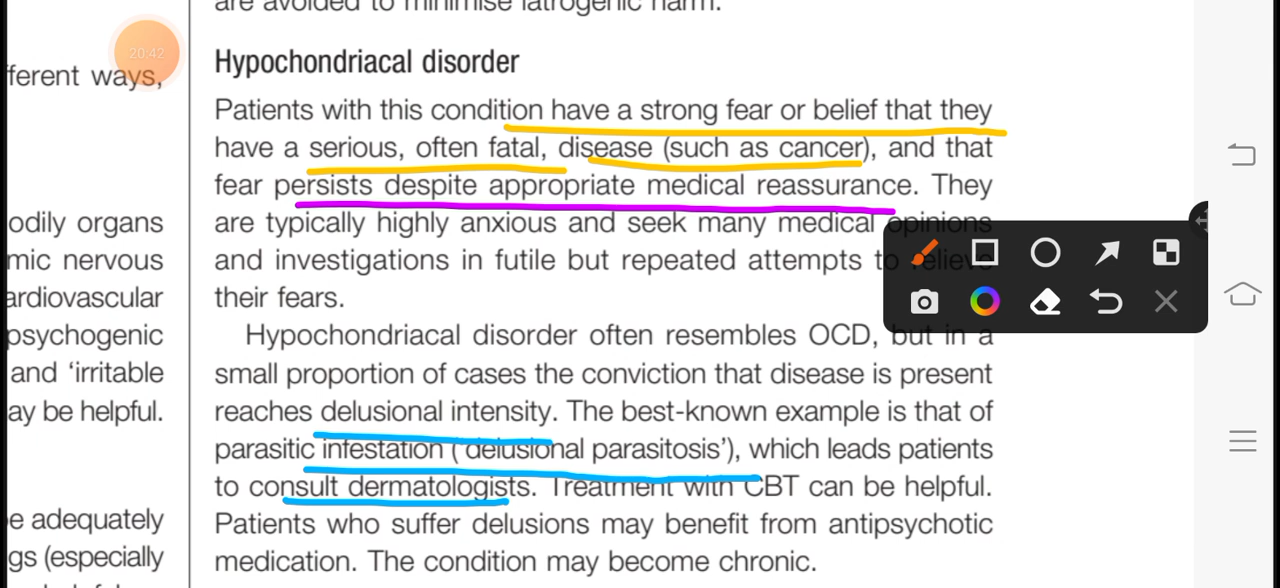 are avoided to minimise iatrogenic harm.
20:42
fferent ways,
odily organs
mic nervous
ardiovascular
psychogenic
and ‘irritable
ay be helpful.
e adequately
gs (especially
Hypochondriacal disorder
Patients with this condition have a strong fear or belief that they
have a serious, often fatal, disease (such as cancer), and that
fear persists despite appropriate medical reassurance. They
are typically highly anxious and seek many medical opinions
and investigations in futile but repeated attempts to relieve
their fears.
Hypochondriacal disorder often resembles OCD, but in a
small proportion of cases the conviction that disease is present
reaches delusional intensity. The best-known example is that of
parasitic infestation (‘delusional parasitosis’), which leads patients
to consult dermatologists. Treatment with CBT can be helpful.
Patients who suffer delusions may benefit from antipsychotic
medication. The condition may become chronic.